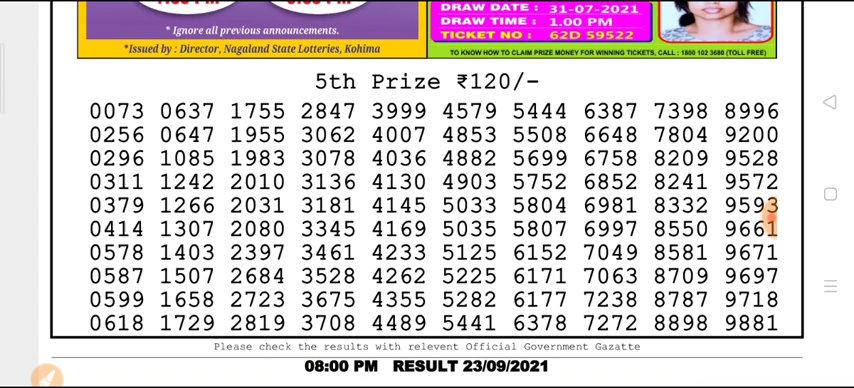 * Ignore all previous announcements.
*Issued by : Director, Nagaland State Lotteries, Kohima
DRAW DATE : 31-07-2021
DRAW TIME : 1.00 PM
TICKET NO : 62D 59522
TO KNOW HOW TO CLAIM PRIZE MONEY FOR WINNING TICKETS, CALL : 1800 102 3680 (TOLL FREE)
5th Prize ₹120/-
0073 0637 1755 2847 3999 4579 5444 6387 7398 8996
0256 0647 1955 3062 4007 4853 5508 6648 7804 9200
0296 1085 1983 3078 4036 4882 5699 6758 8209 9528
0311 1242 2010 3136 4130 4903 5752 6852 8241 9572
0379 1266 2031 3181 4145 5033 5804 6981 8332 9593
0414 1307 2080 3345 4169 5035 5807 6997 8550 9661
0578 1403 2397 3461 4233 5125 6152 7049 8581 9671
0587 1507 2684 3528 4262 5225 6171 7063 8709 9697
0599 1658 2723 3675 4355 5282 6177 7238 8787 9718
0618 1729 2819 3708 4489 5441 6378 7272 8898 9881
Please check the results with relevent Official Government Gazatte
08:00 PM RESULT 23/09/2021